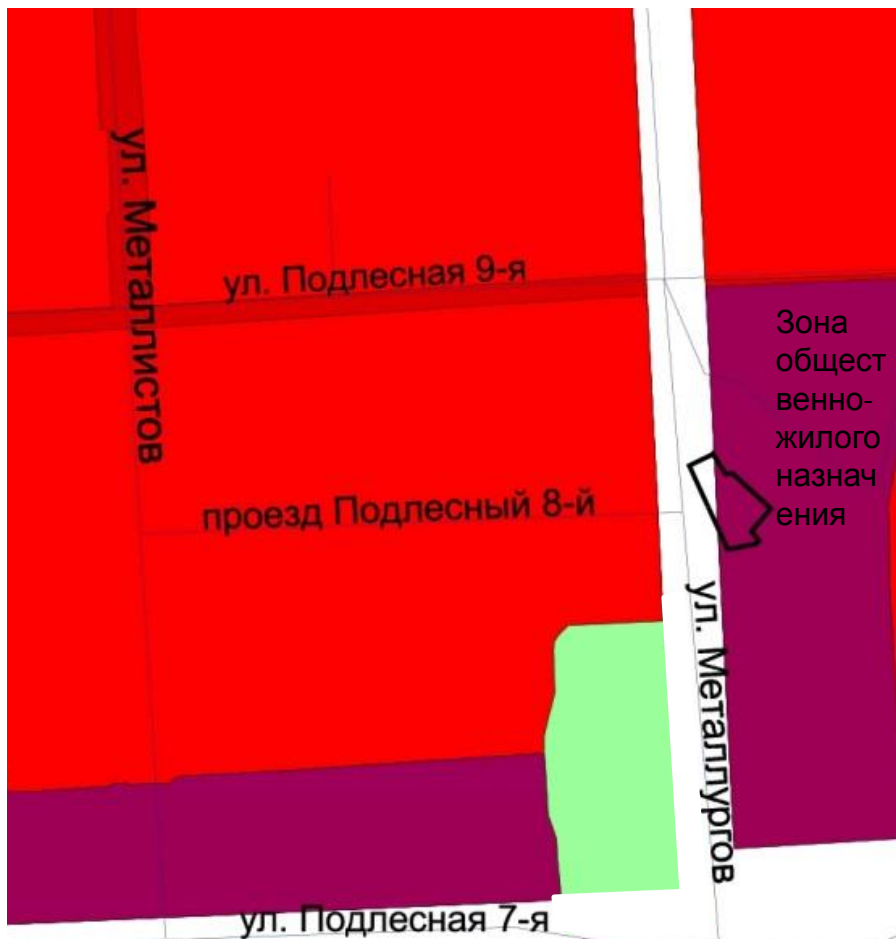 ул. Металлистов
ул. Подлесная 9-я
Зона
общест
венно-
жилого
назнач
ения
проезд Подлесный 8-й
ул. Металлургов
ул. Подлесная 7-я